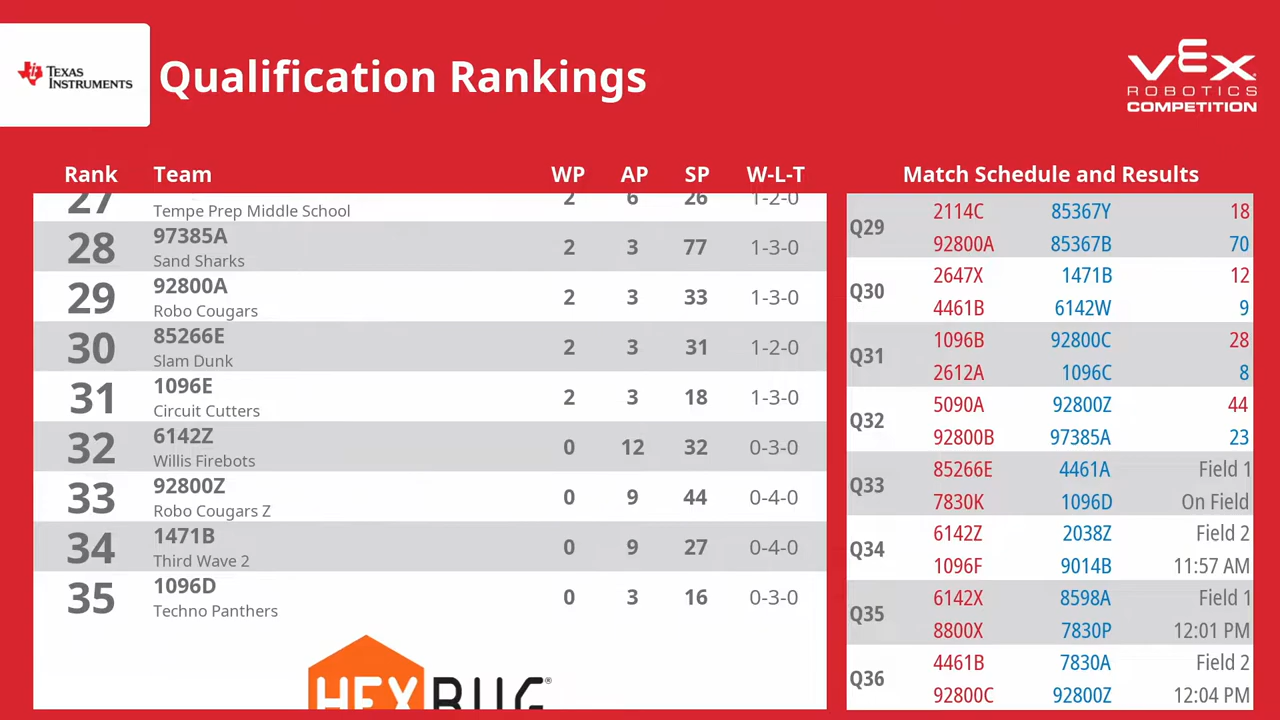 TEXAS INSTRUMENTS
Qualification Rankings
VEX ROBOTICS COMPETITION
Rank Team WP AP SP W-L-T
27 Tempe Prep Middle School 2 6 26 1-2-0
28 97385A Sand Sharks 2 3 77 1-3-0
29 92800A Robo Cougars 2 3 33 1-3-0
30 85266E Slam Dunk 2 3 31 1-2-0
31 1096E Circuit Cutters 2 3 18 1-3-0
32 6142Z Willis Firebots 0 12 32 0-3-0
33 92800Z Robo Cougars Z 0 9 44 0-4-0
34 1471B Third Wave 2 0 9 27 0-4-0
35 1096D Techno Panthers 0 3 16 0-3-0
HEXBUG®
Match Schedule and Results
Q29 2114C 85367Y 18
92800A 85367B 70
Q30 2647X 1471B 12
4461B 6142W 9
Q31 1096B 92800C 28
2612A 1096C 8
Q32 5090A 92800Z 44
92800B 97385A 23
Q33 85266E 4461A Field 1
7830K 1096D On Field
Q34 6142Z 2038Z Field 2
1096F 9014B 11:57 AM
Q35 6142X 8598A Field 1
8800X 7830P 12:01 PM
Q36 4461B 7830A Field 2
92800C 92800Z 12:04 PM